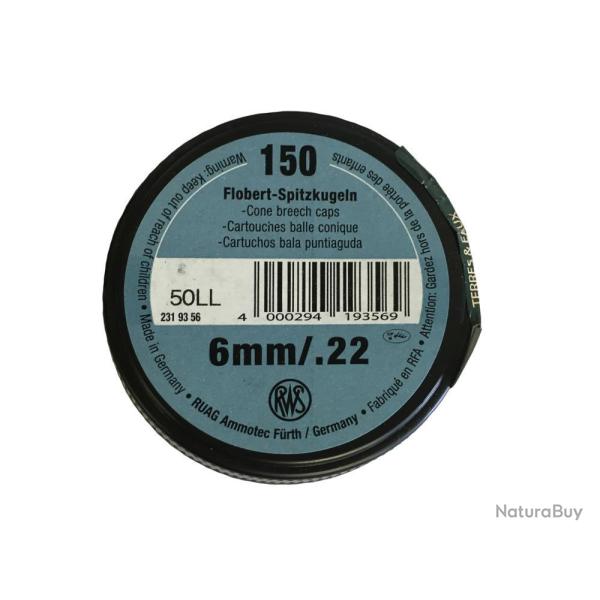 150
Flobert-Spitzkugeln
-Cone breech caps
-Cartouches balle conique
-Cartuchos bala puntiaguda
50LL
231 93 56
4 000294 193569
6mm/.22
RWS
Warning: Keep out of reach of children • Made in Germany • RUAG Ammotec Fürth / Germany • Fabriqué en RFA • Attention: Gardez hors de la portée des enfants
TERRES & EAUX
NaturaBuy